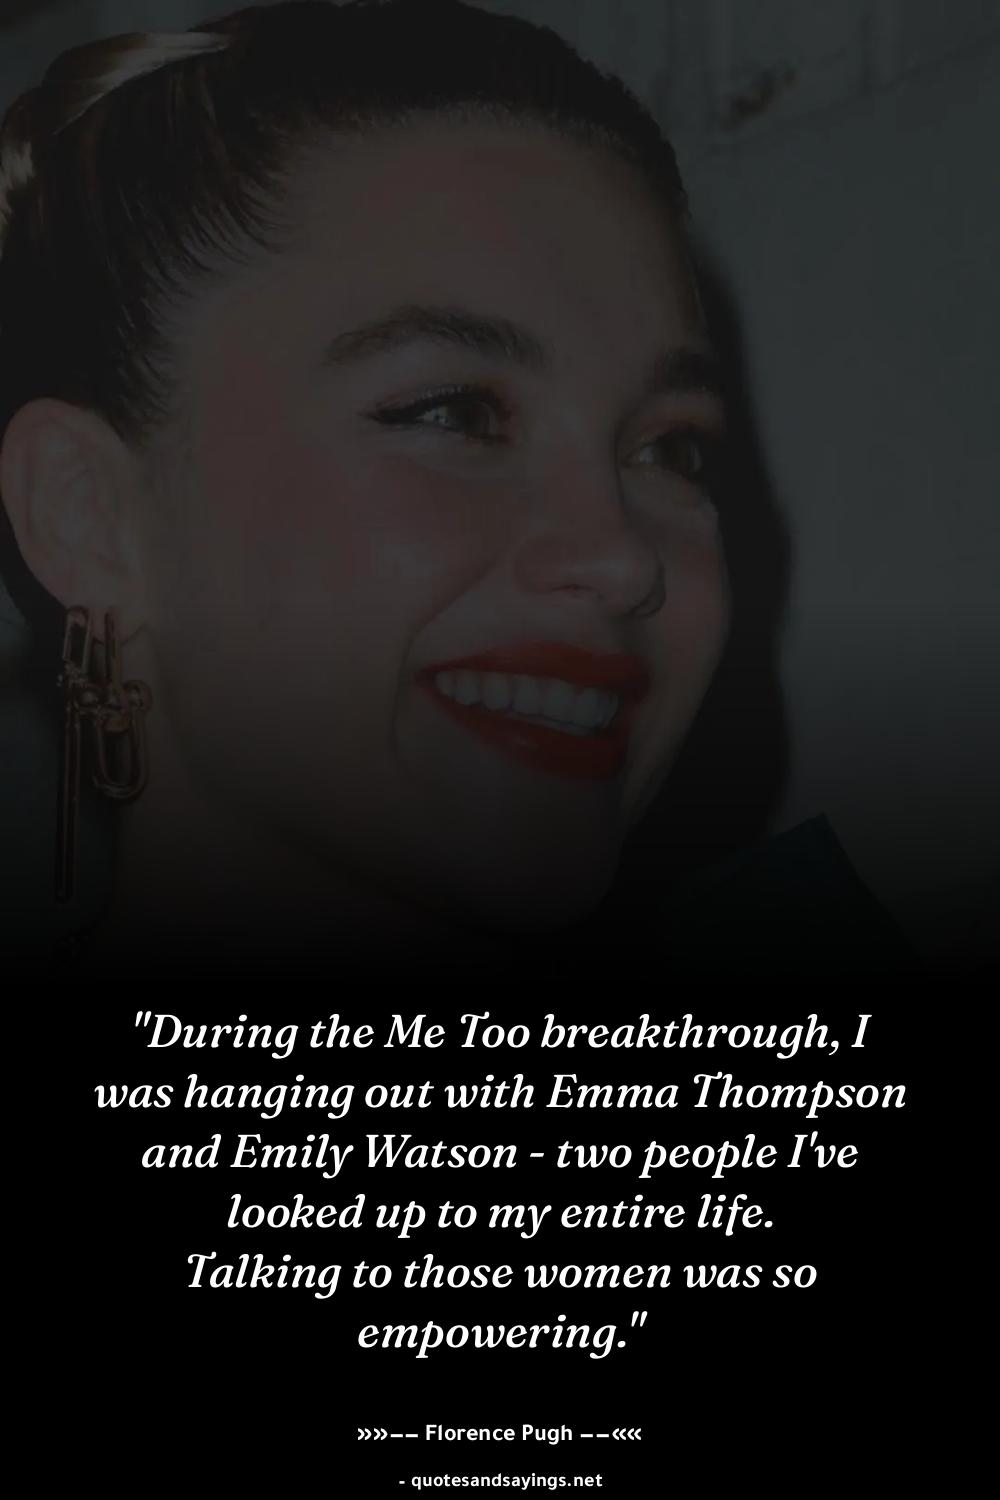 "During the Me Too breakthrough, I
was hanging out with Emma Thompson
and Emily Watson - two people I've
looked up to my entire life.
Talking to those women was so
empowering."
»»−− Florence Pugh −−««
- quotesandsayings.net